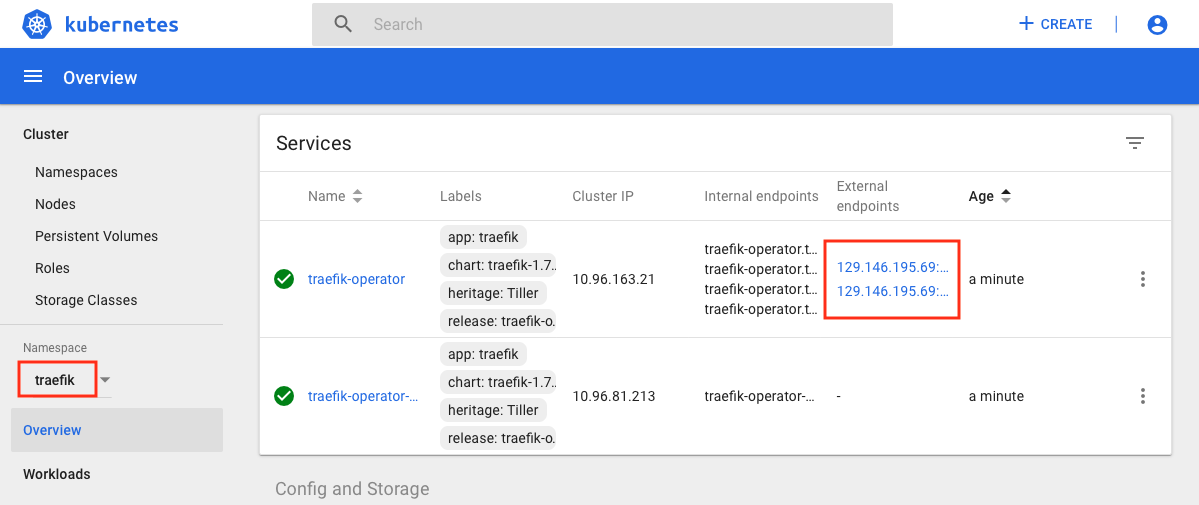 kubernetes
Search
CREATE
Overview
Cluster
Namespaces
Nodes
Persistent Volumes
Roles
Storage Classes
Namespace
traefik
Overview
Workloads
Services
Name
Labels
Cluster IP
Internal endpoints
External
endpoints
Age
traefik-operator
app: traefik
chart: traefik-1.7..
heritage: Tiller
release: traefik-o.
10.96.163.21
traefik-operator.t…
traefik-operator.t…
traefik-operator.t…
traefik-operator.t…
129.146.195.69:…
129.146.195.69:…
a minute
traefik-operator-…
app: traefik
chart: traefik-1.7..
heritage: Tiller
release: traefik-o.
10.96.81.213
traefik-operator-…
-
a minute
Config and Storage